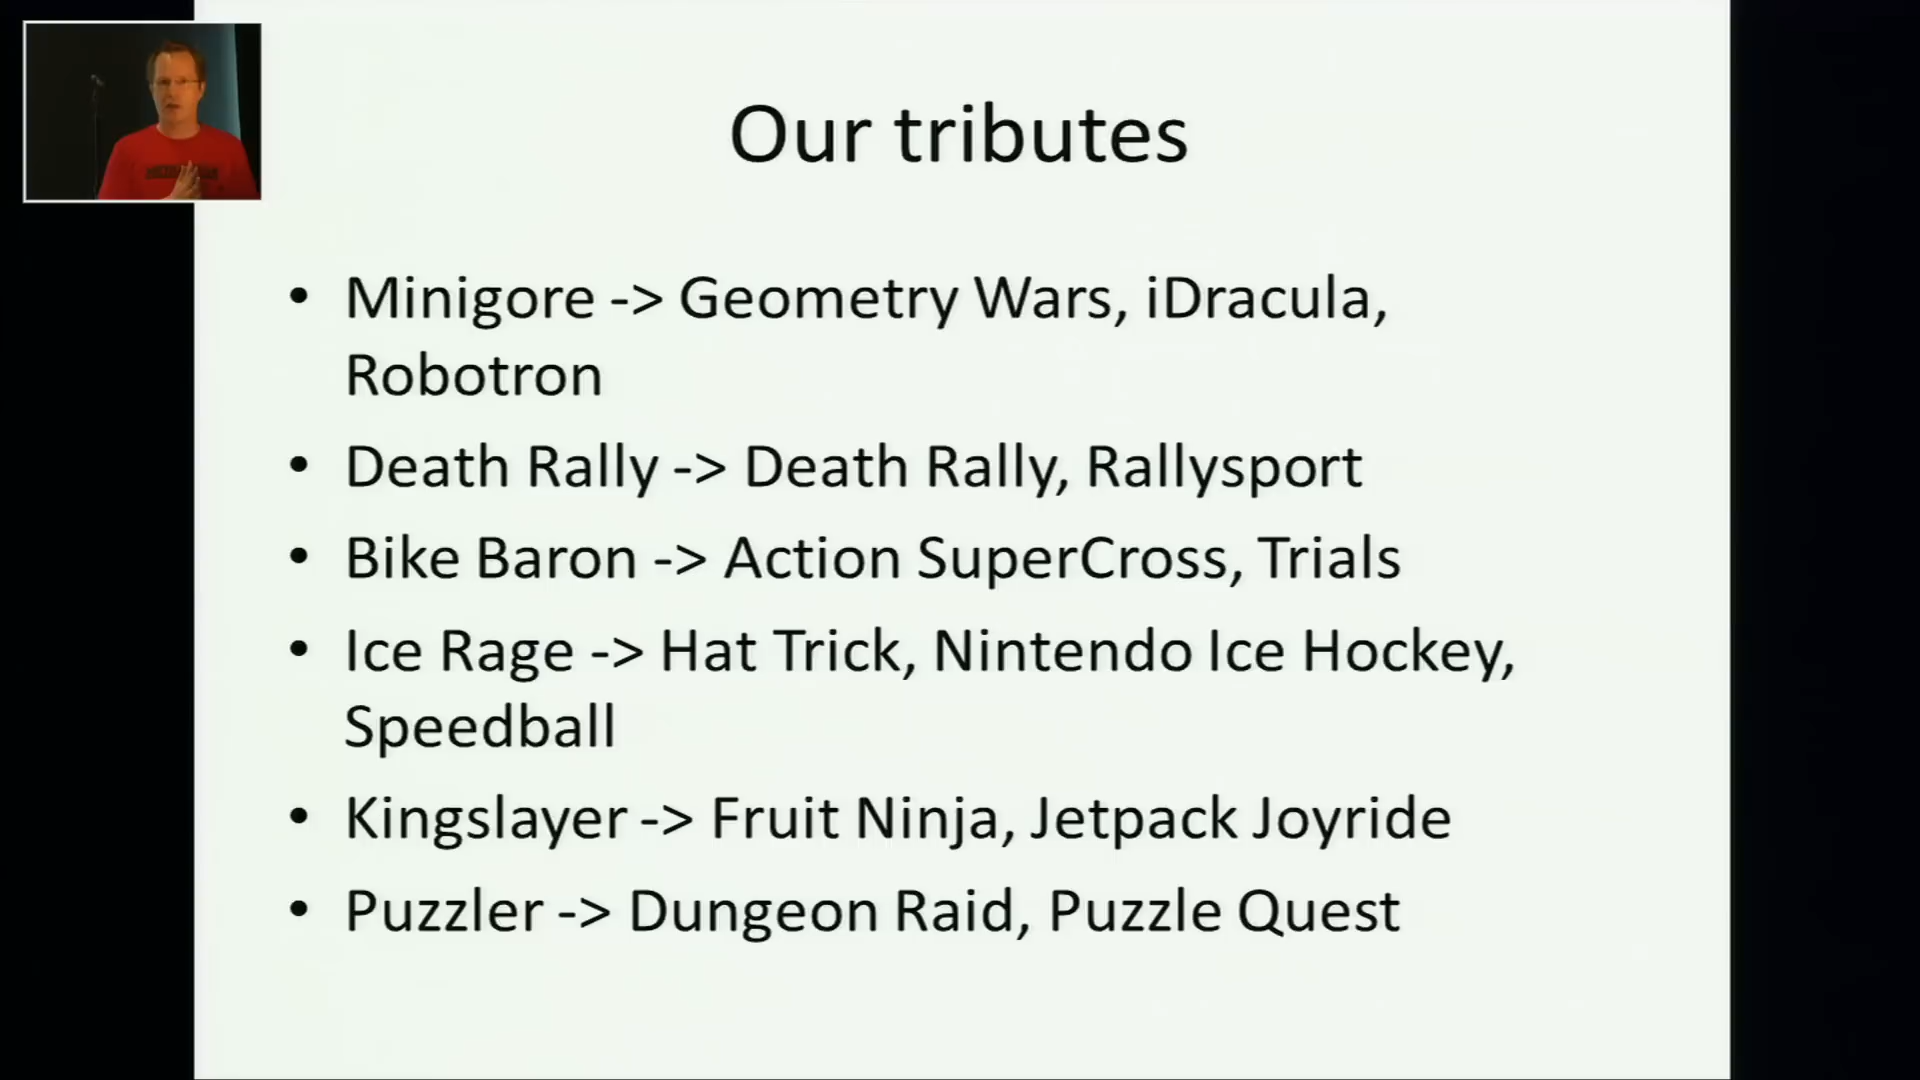 Our tributes
• Minigore -> Geometry Wars, iDracula,
Robotron
• Death Rally -> Death Rally, Rallysport
• Bike Baron -> Action SuperCross, Trials
• Ice Rage -> Hat Trick, Nintendo Ice Hockey,
Speedball
• Kingslayer -> Fruit Ninja, Jetpack Joyride
• Puzzler -> Dungeon Raid, Puzzle Quest